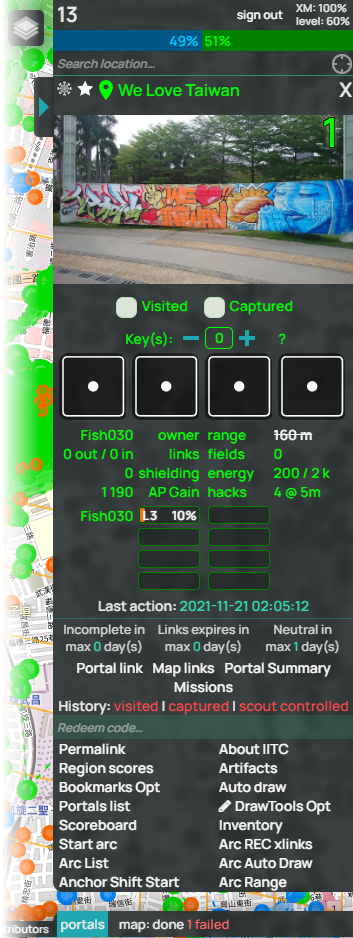 13 sign out XM: 100%
level: 60%
49% 51%
Search location...
We Love Taiwan X
1
WE
TAIWAN
Visited Captured
Key(s): 0 ?
Fish030 owner range 160 m
0 out / 0 in links fields 0
0 shielding energy 200 / 2 k
1 190 AP Gain hacks 4 @ 5m
Fish030 L3 10%
Last action: 2021-11-21 02:05:12
Incomplete in Links expires in Neutral in
max 0 day(s) max 0 day(s) max 1 day(s)
Portal link Map links Portal Summary
Missions
History: visited | captured | scout controlled
Redeem code...
Permalink About IITC
Region scores Artifacts
Bookmarks Opt Auto draw
Portals list DrawTools Opt
Scoreboard Inventory
Start arc Arc REC xlinks
Arc List Arc Auto Draw
Anchor Shift Start Arc Range
tributors portals map: done 1 failed